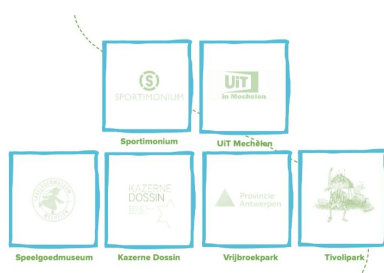 SPORTIMONIUM
UiT
in Mechelen
Sportimonium
UiT Mechelen
KAZERNE
DOSSIN
Provincie
Antwerpen
Speelgoedmuseum
Kazerne Dossin
Vrijbroekpark
Tivolipark